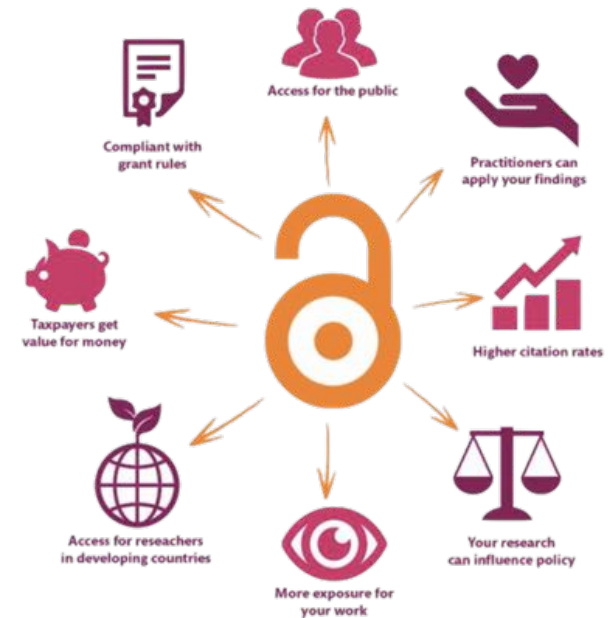 Access for the public
Compliant with
grant rules
Practitioners can
apply your findings
Taxpayers get
value for money
Higher citation rates
Access for reseachers
in developing countries
Your research
can influence policy
More exposure for
your work